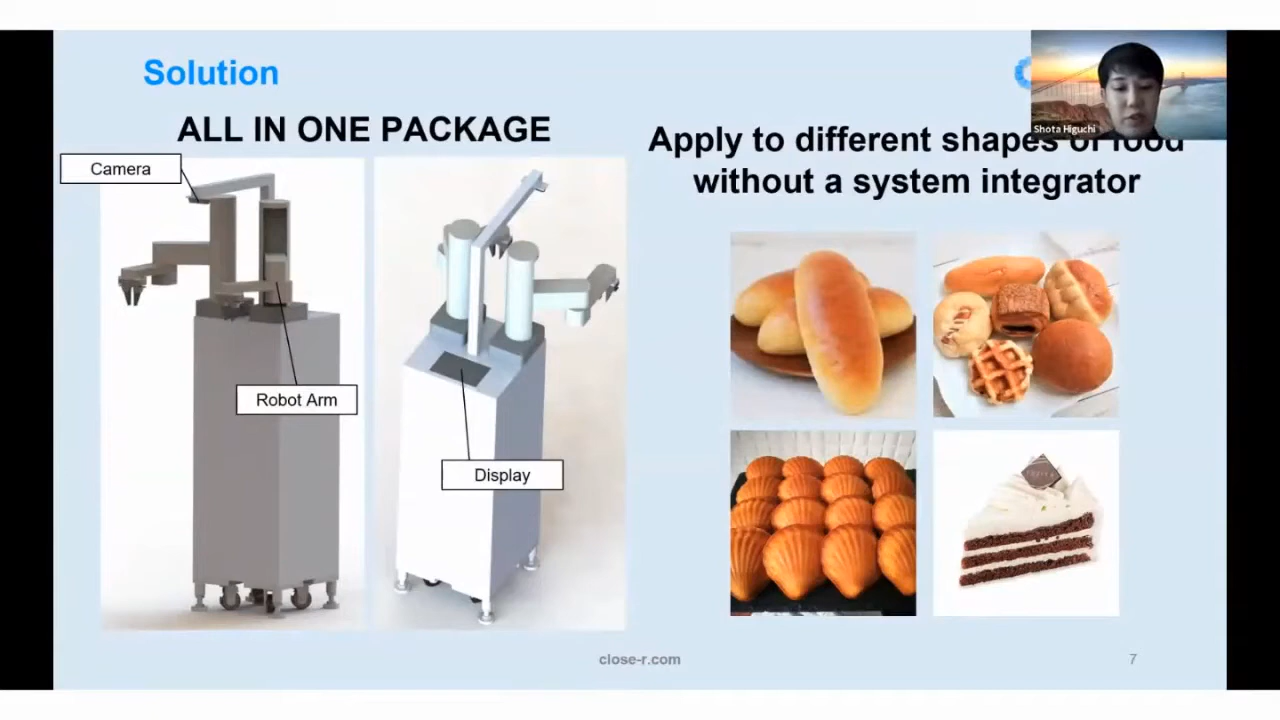 Solution
ALL IN ONE PACKAGE
Camera
Robot Arm
Display
Apply to different shapes of food
without a system integrator
Shota Higuchi
close-r.com
7